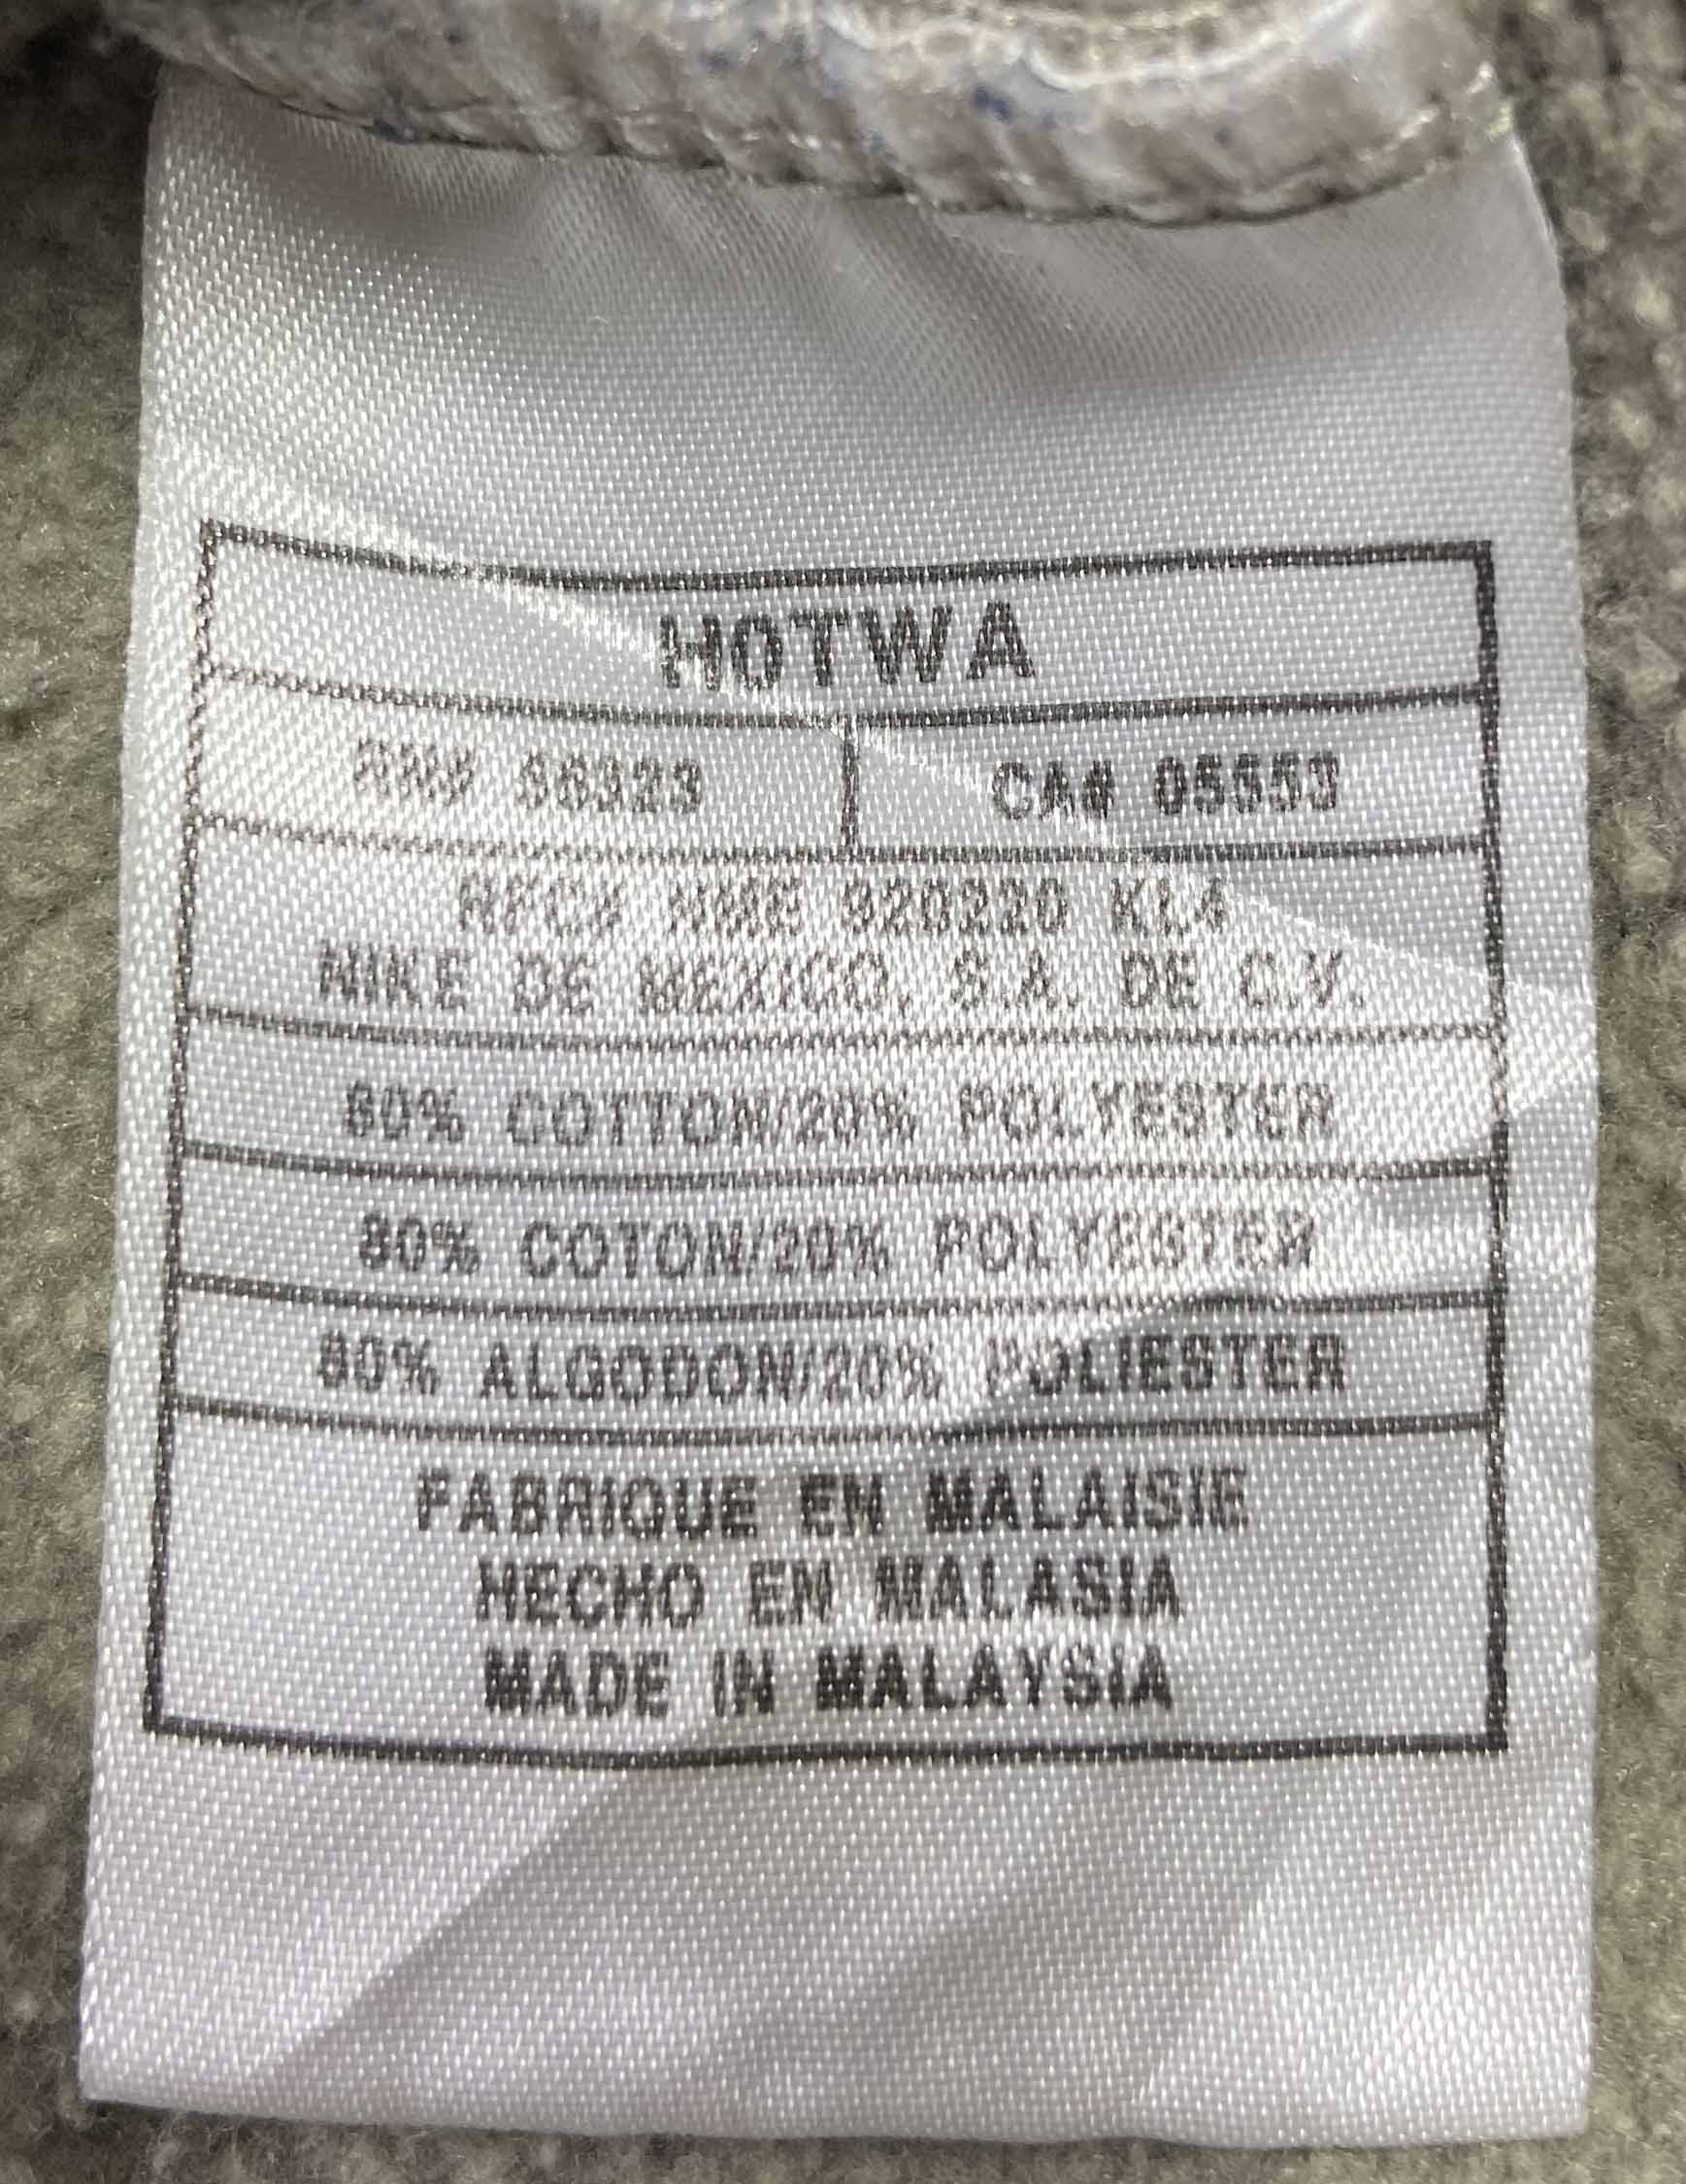 HOTWA
RN# 56323 CA# 05553
RFC# NME 920220 KL4
NIKE DE MEXICO, S.A. DE C.V.
80% COTTON/20% POLYESTER
80% COTON/20% POLYESTER
80% ALGODON/20% POLIESTER
FABRIQUE EN MALAISIE
HECHO EN MALASIA
MADE IN MALAYSIA